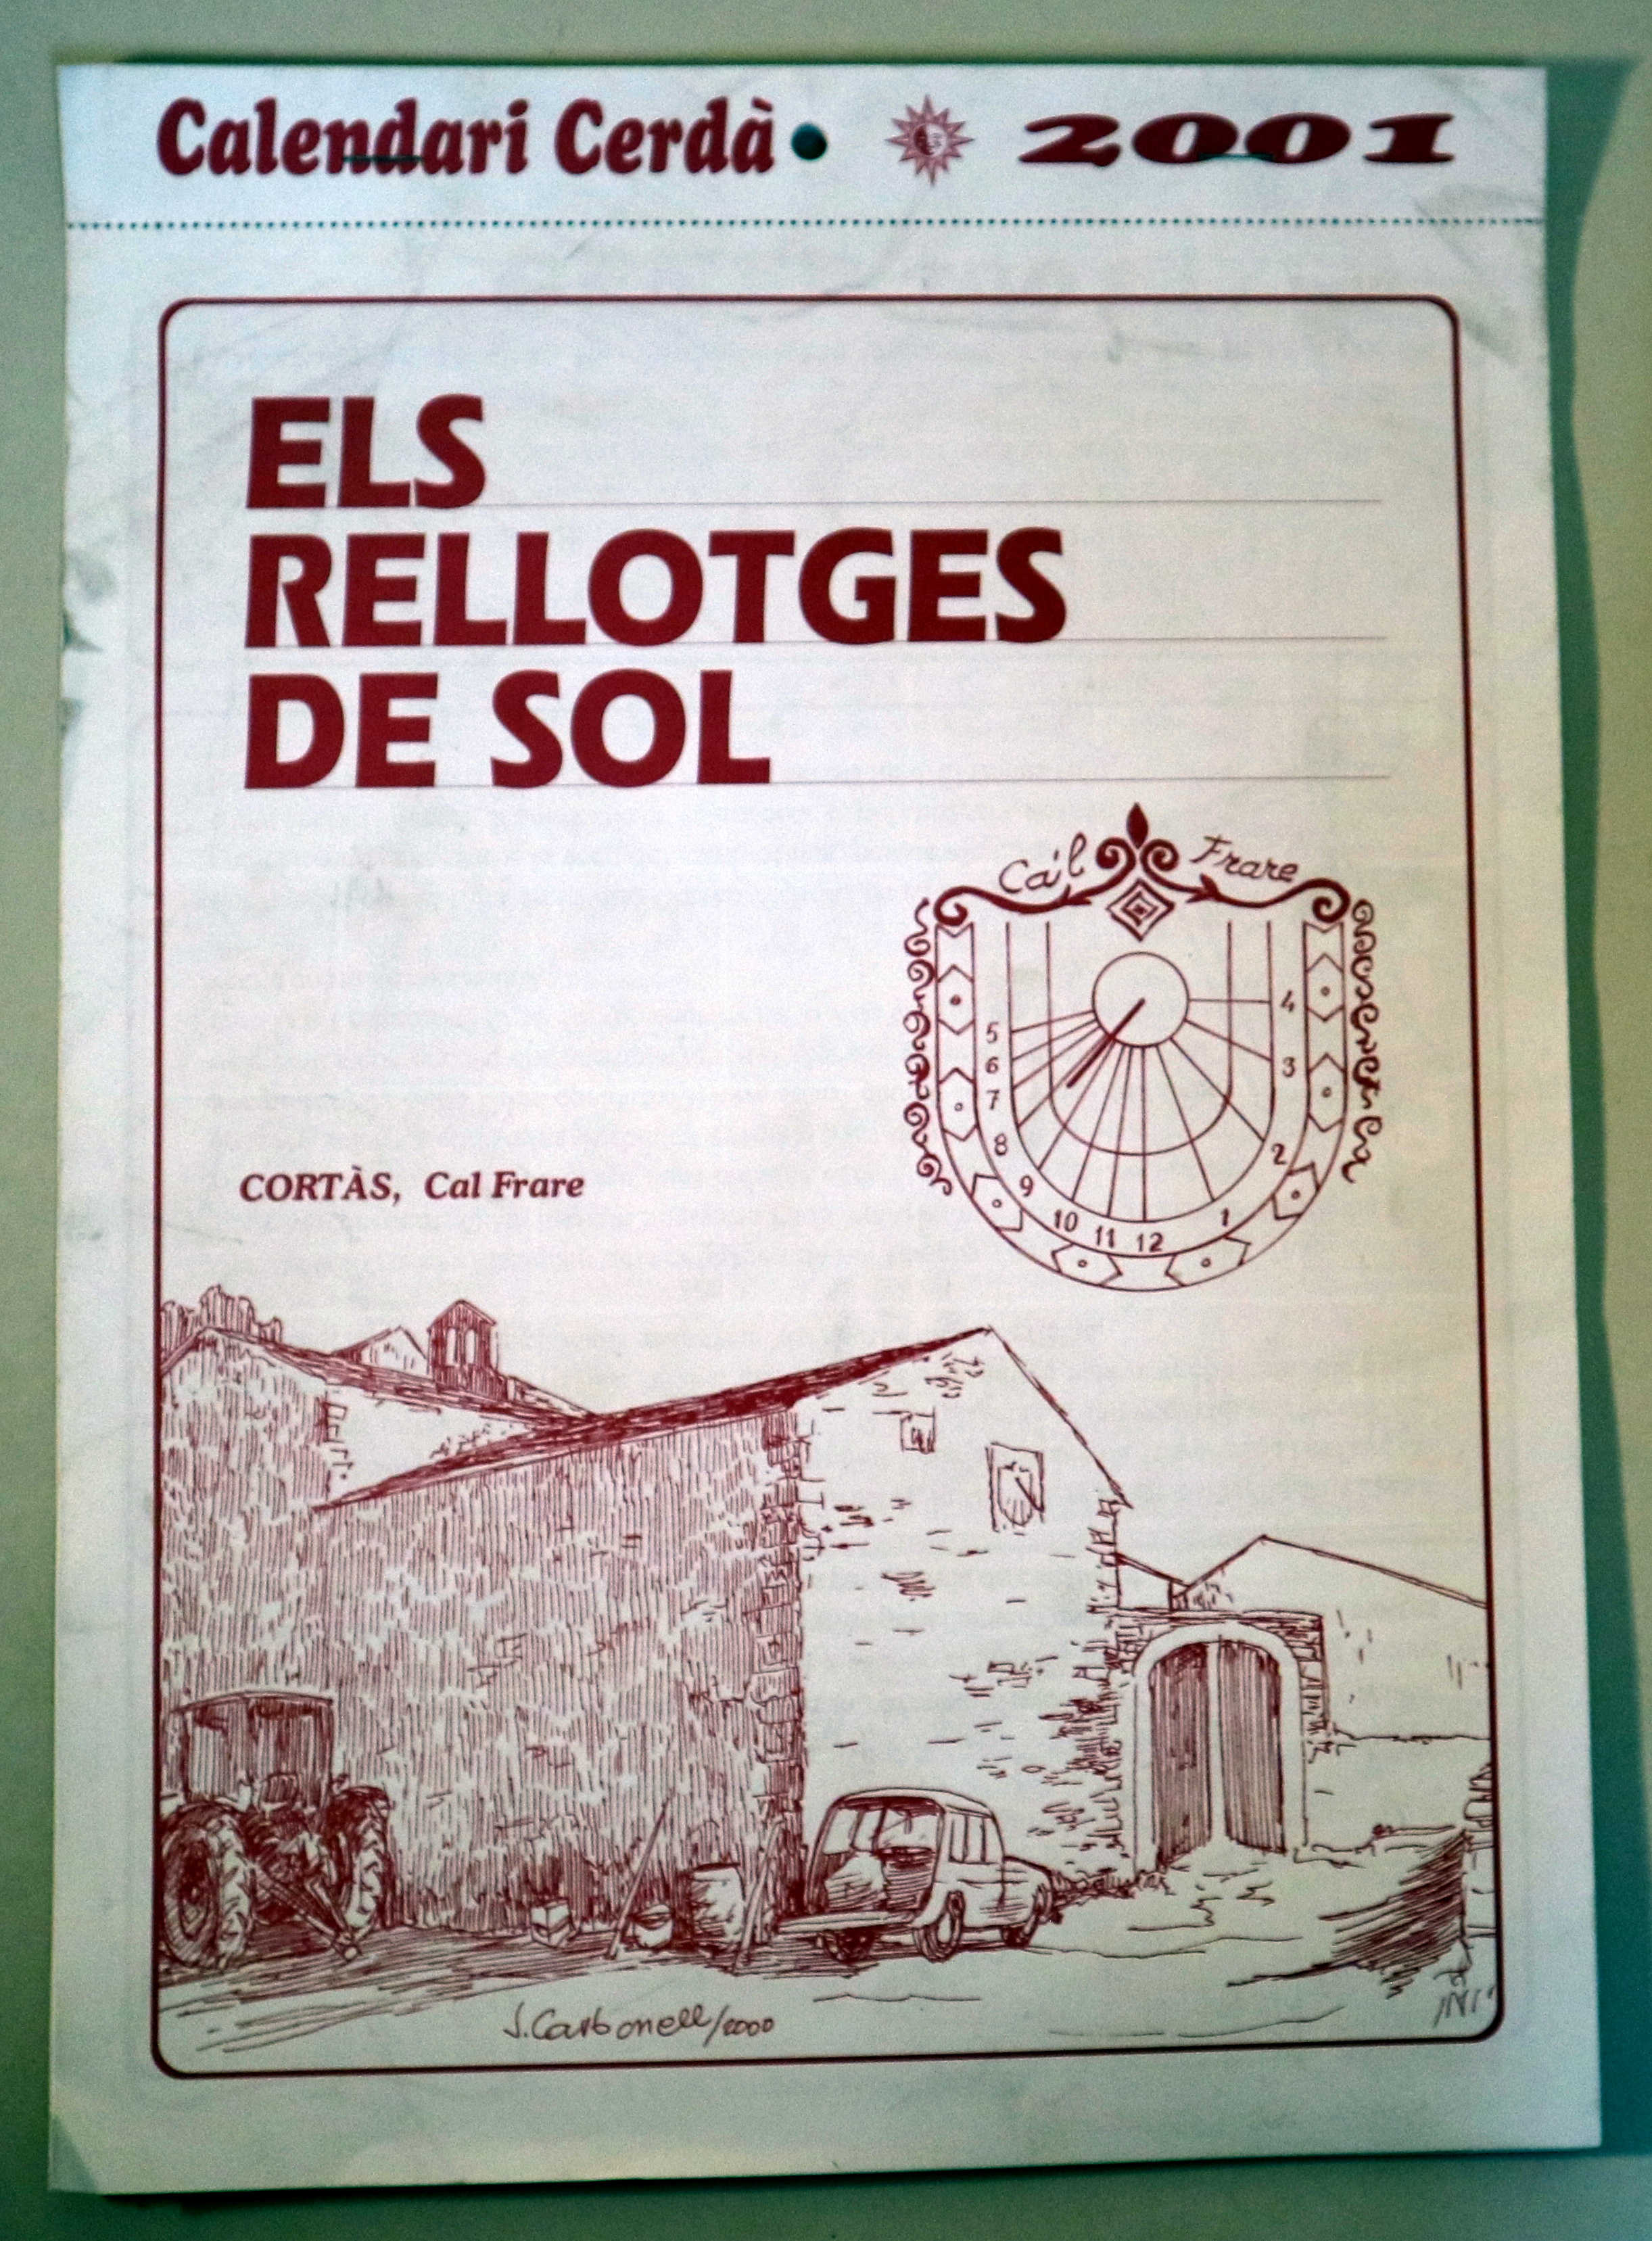 Calendari Cerdà 2001
ELS
RELLOTGES
DE SOL
Ca'l Frare
4
5
6
3
7
8
2
9
10 11 12 1
CORTÀS, Cal Frare
J. Carbonell/2000